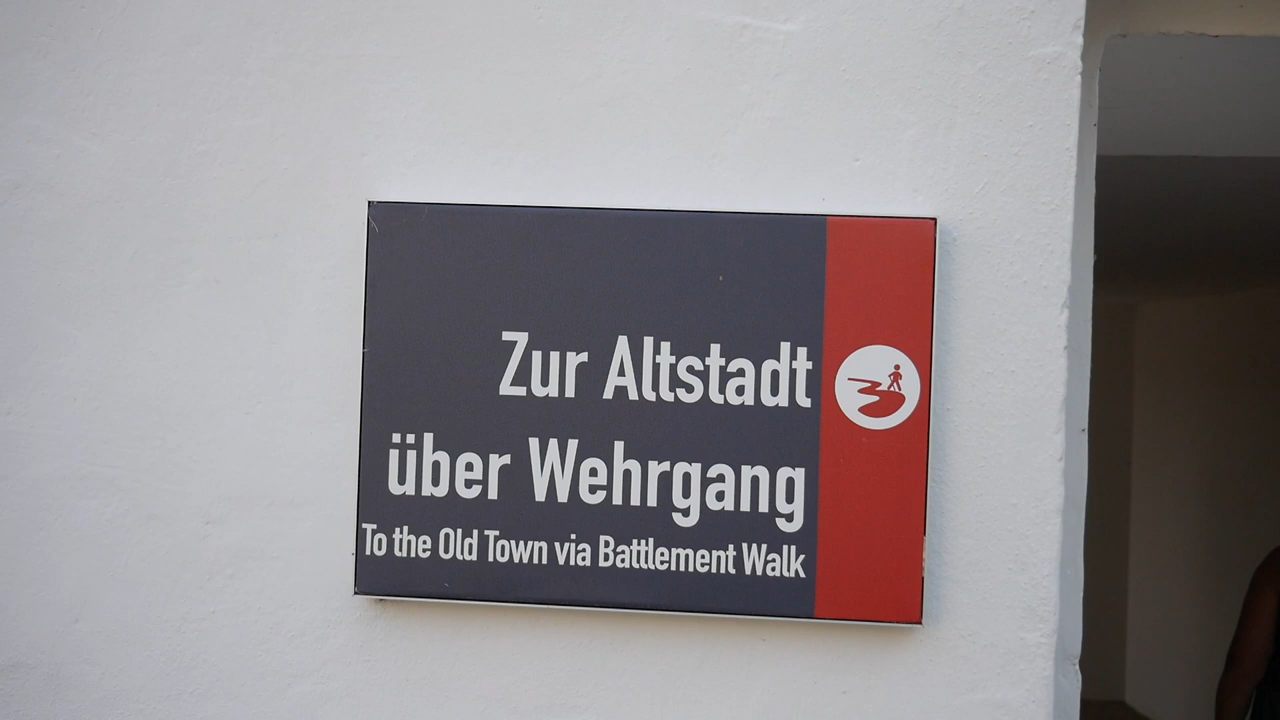 Zur Altstadt
über Wehrgang
To the Old Town via Battlement Walk